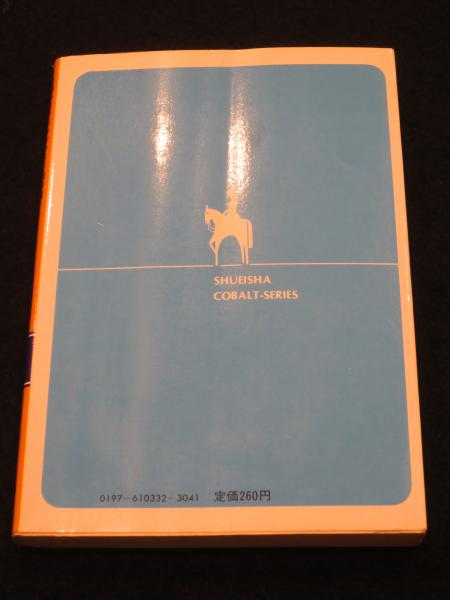 SHUEISHA
COBALT-SERIES
0197-610332-3041 定価260円